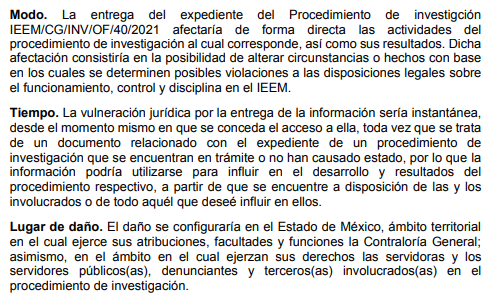 Modo. La entrega del expediente del Procedimiento de investigción
IEEM/CG/INV/OF/40/2021 afectaría de forma directa las actividades del
procedimiento de investigación al cual corresponde, así como sus resultados. Dicha
afectación consistiría en la posibilidad de alterar circunstancias o hechos con base
en los cuales se determinen posibles violaciones a las disposiciones legales sobre
el funcionamiento, control y disciplina en el IEEM.
Tiempo. La vulneración jurídica por la entrega de la información sería instantánea,
desde el momento mismo en que se conceda el acceso a ella, toda vez que se trata
de un documento relacionado con el expediente de un procedimiento de
investigación que se encuentran en trámite o no han causado estado, por lo que la
información podría utilizarse para influir en el desarrollo y resultados del
procedimiento respectivo, a partir de que se encuentre a disposición de las y los
involucrados o de todo aquél que deseé influir en ellos.
Lugar de daño. El daño se configuraría en el Estado de México, ámbito territorial
en el cual ejerce sus atribuciones, facultades y funciones la Contraloría General;
asimismo, en el ámbito en el cual ejerzan sus derechos las servidoras y los
servidores públicos(as), denunciantes y terceros(as) involucrados(as) en el
procedimiento de investigación.